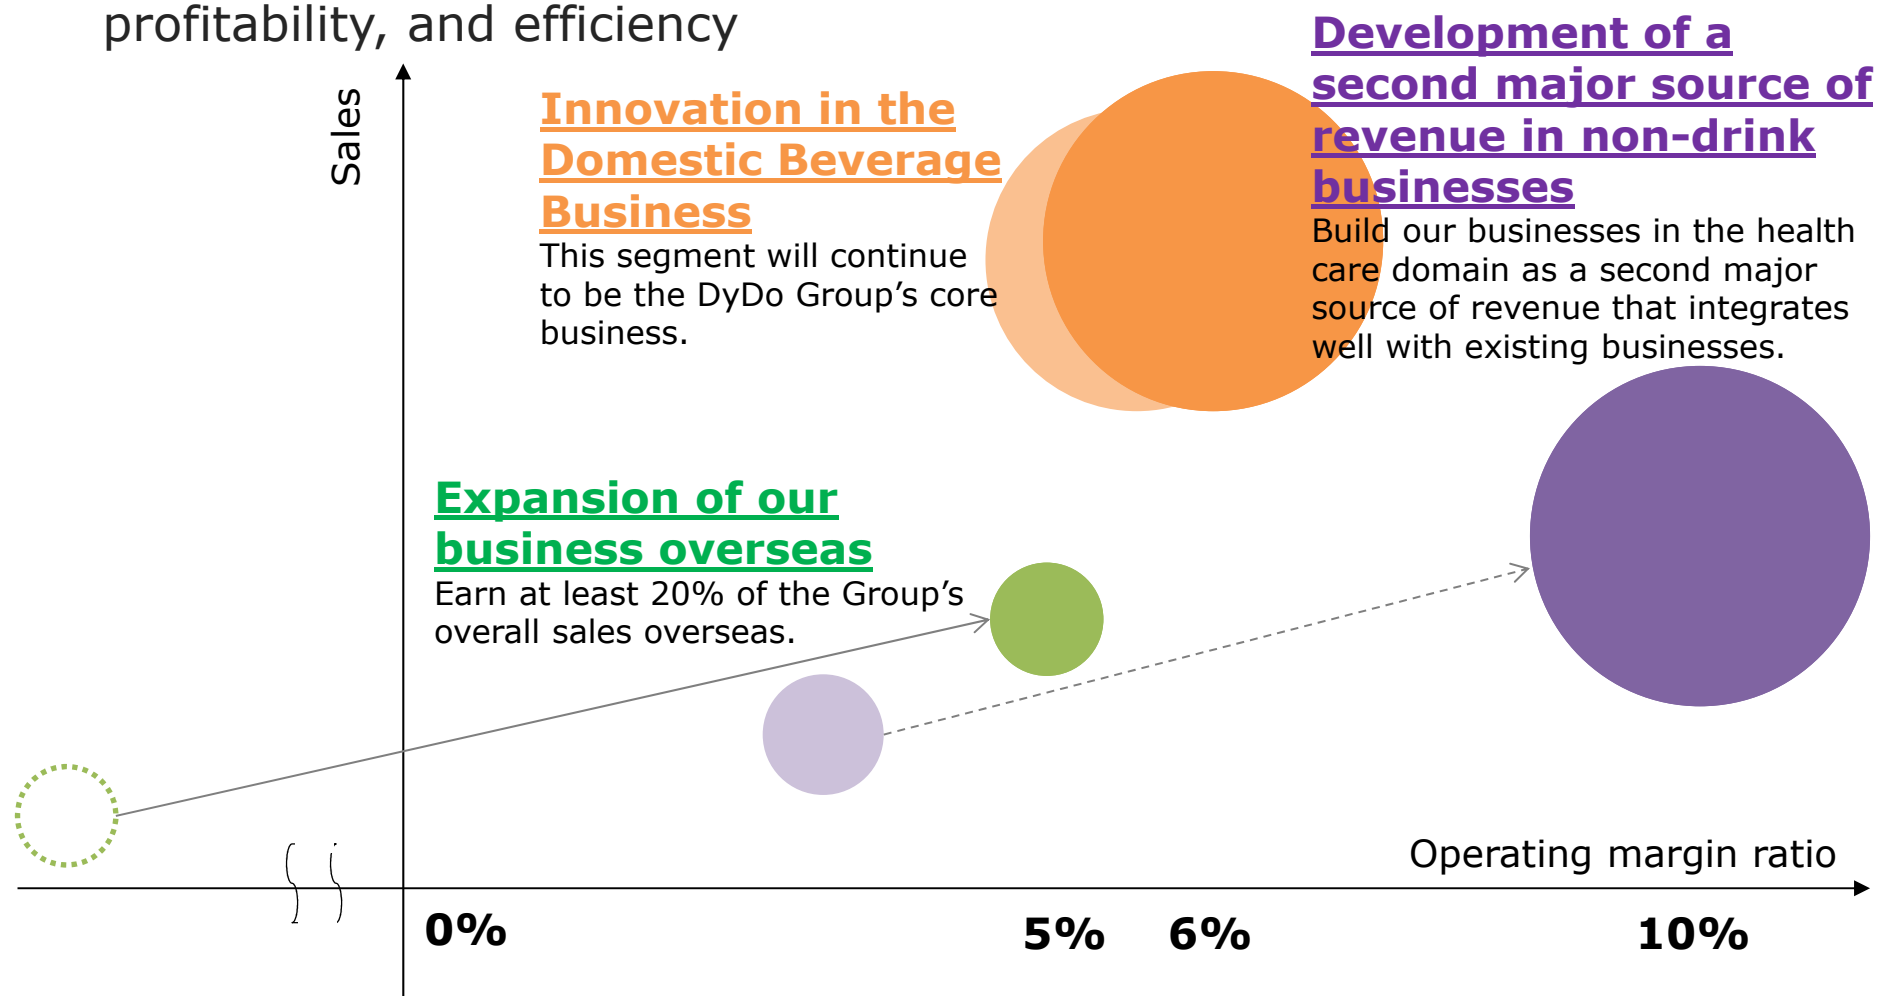 profitability, and efficiency
Sales
Innovation in the
Domestic Beverage
Business
This segment will continue
to be the DyDo Group’s core
business.
Development of a
second major source of
revenue in non-drink
businesses
Build our businesses in the health
care domain as a second major
source of revenue that integrates
well with existing businesses.
Expansion of our
business overseas
Earn at least 20% of the Group’s
overall sales overseas.
Operating margin ratio
0%
5%
6%
10%